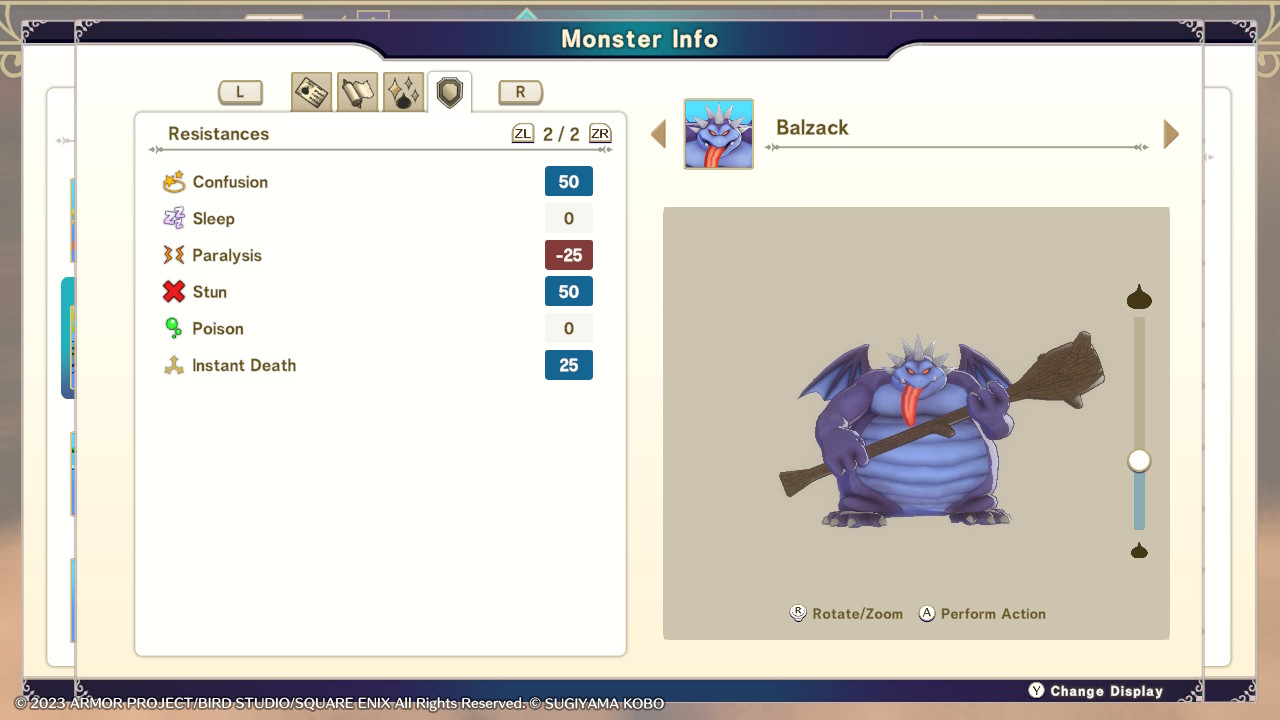 Monster Info
L
R
Resistances
ZL 2 / 2 ZR
Confusion 50
Sleep 0
Paralysis -25
Stun 50
Poison 0
Instant Death 25
Balzack
R Rotate/Zoom A Perform Action
Y Change Display
© 2023 ARMOR PROJECT/BIRD STUDIO/SQUARE ENIX All Rights Reserved. © SUGIYAMA KOBO